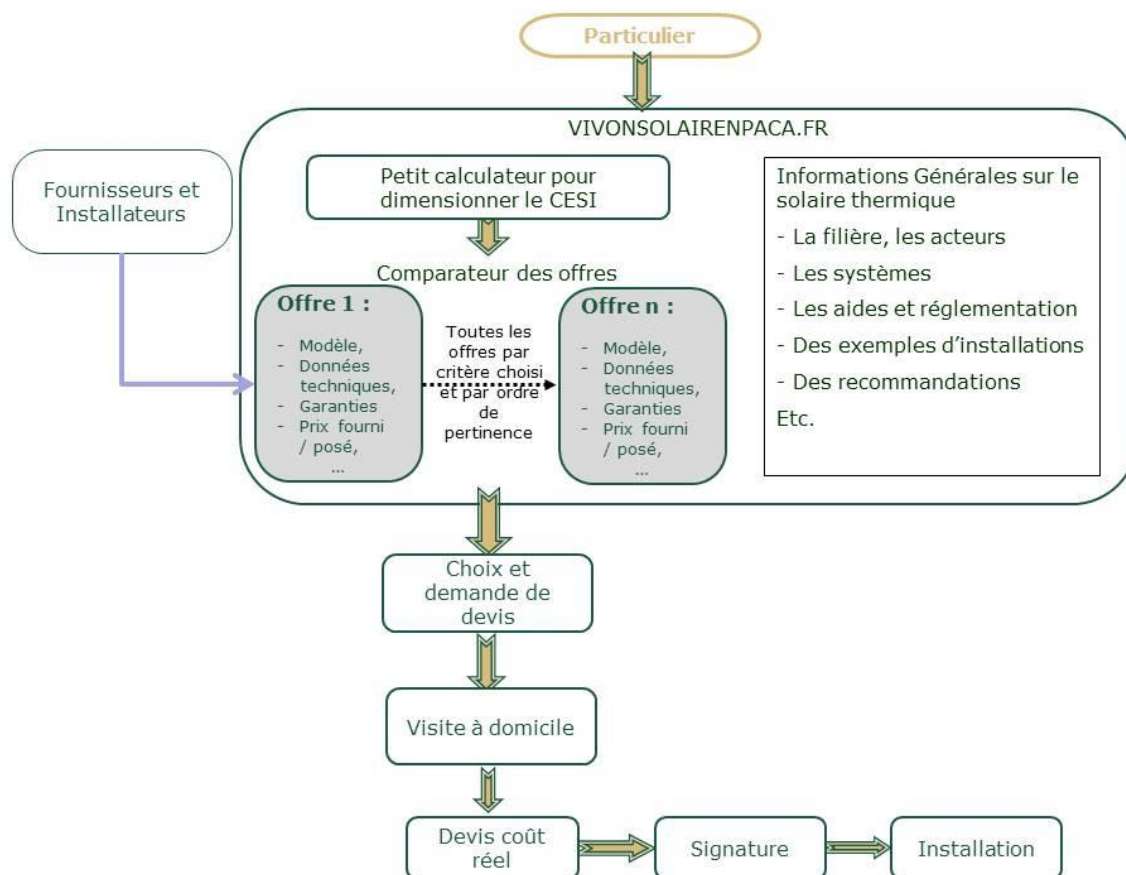 Particulier
VIVONSOLAIRENPACA.FR
Fournisseurs et
Installateurs
Petit calculateur pour
dimensionner le CESI
Comparateur des offres
Offre 1 :
- Modèle,
- Données
techniques,
- Garanties
- Prix fourni
/ posé,
...
Toutes les
offres par
critère choisi
et par ordre
de
pertinence
Offre n :
- Modèle,
- Données
techniques,
- Garanties
- Prix fourni
/ posé,
...
Informations Générales sur le
solaire thermique
- La filière, les acteurs
- Les systèmes
- Les aides et réglementation
- Des exemples d’installations
- Des recommandations
Etc.
Choix et
demande de
devis
Visite à domicile
Devis coût
réel
Signature
Installation